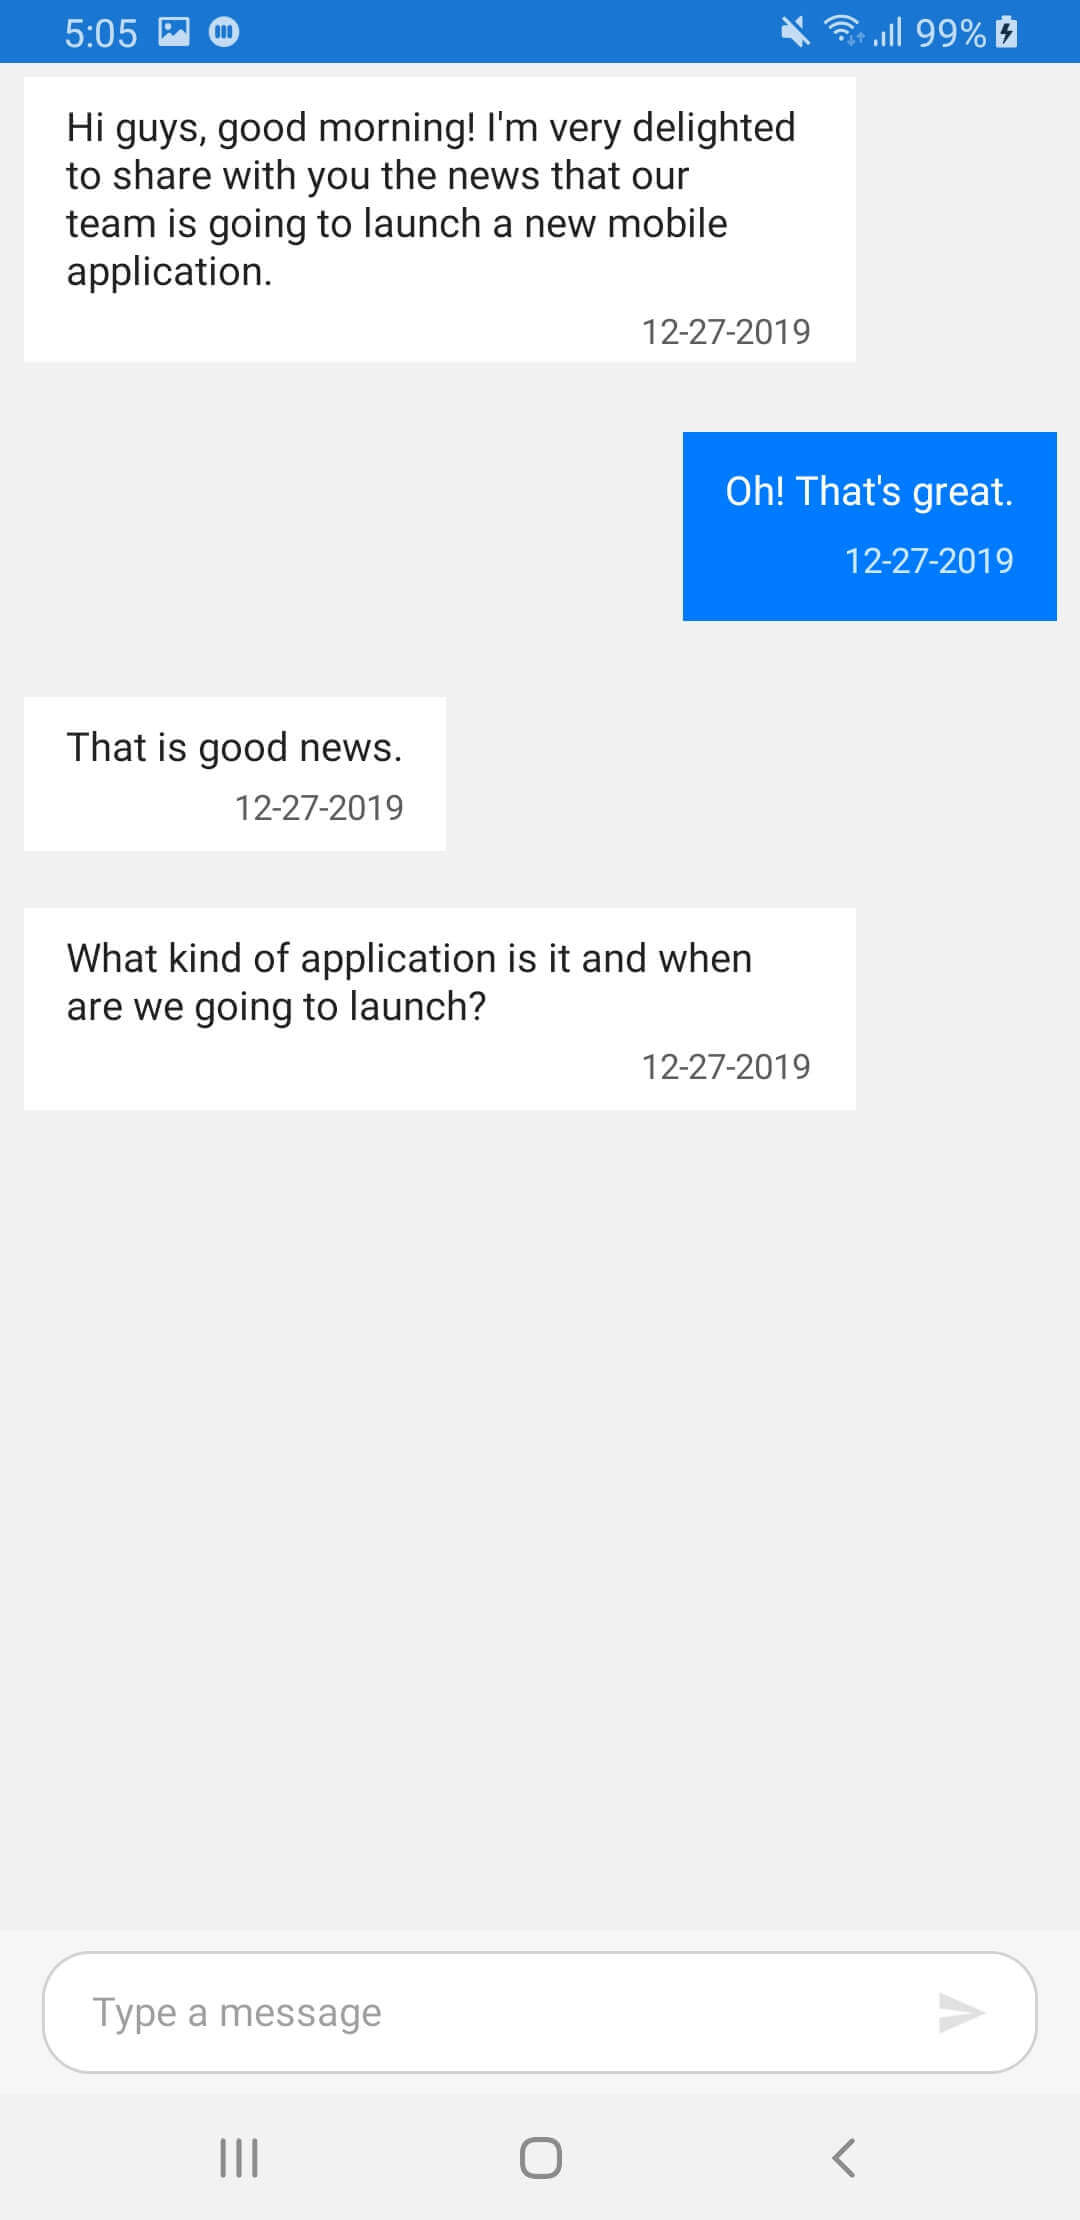 5:05
99%
Hi guys, good morning! I'm very delighted
to share with you the news that our
team is going to launch a new mobile
application.
12-27-2019
Oh! That's great.
12-27-2019
That is good news.
12-27-2019
What kind of application is it and when
are we going to launch?
12-27-2019
Type a message